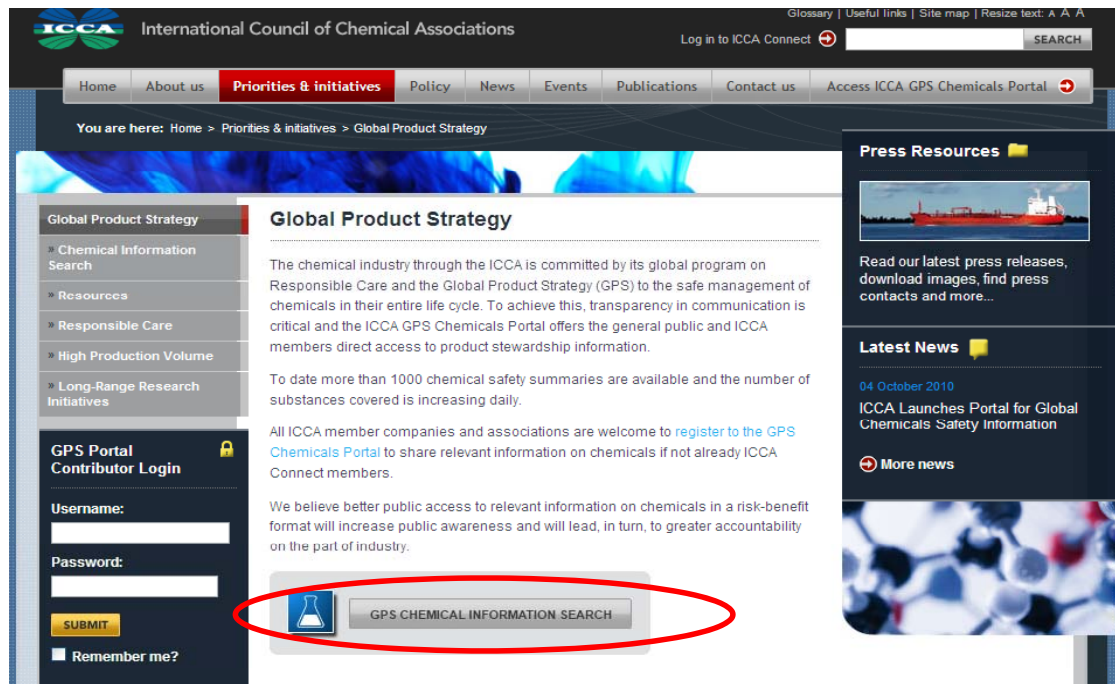 Glossary | Useful links | Site map | Resize text: A A A
ICCA
International Council of Chemical Associations
Log in to ICCA Connect
SEARCH
Home
About us
Priorities & initiatives
Policy
News
Events
Publications
Contact us
Access ICCA GPS Chemicals Portal
You are here: Home > Priorities & initiatives > Global Product Strategy
Global Product Strategy
» Chemical Information
Search
» Resources
» Responsible Care
» High Production Volume
» Long-Range Research
Initiatives
GPS Portal
Contributor Login
Username:
Password:
SUBMIT
Remember me?
Global Product Strategy
The chemical industry through the ICCA is committed by its global program on
Responsible Care and the Global Product Strategy (GPS) to the safe management of
chemicals in their entire life cycle. To achieve this, transparency in communication is
critical and the ICCA GPS Chemicals Portal offers the general public and ICCA
members direct access to product stewardship information.
To date more than 1000 chemical safety summaries are available and the number of
substances covered is increasing daily.
All ICCA member companies and associations are welcome to register to the GPS
Chemicals Portal to share relevant information on chemicals if not already ICCA
Connect members.
We believe better public access to relevant information on chemicals in a risk-benefit
format will increase public awareness and will lead, in turn, to greater accountability
on the part of industry.
GPS CHEMICAL INFORMATION SEARCH
Press Resources
Read our latest press releases,
download images, find press
contacts and more...
Latest News
04 October 2010
ICCA Launches Portal for Global
Chemicals Safety Information
More news